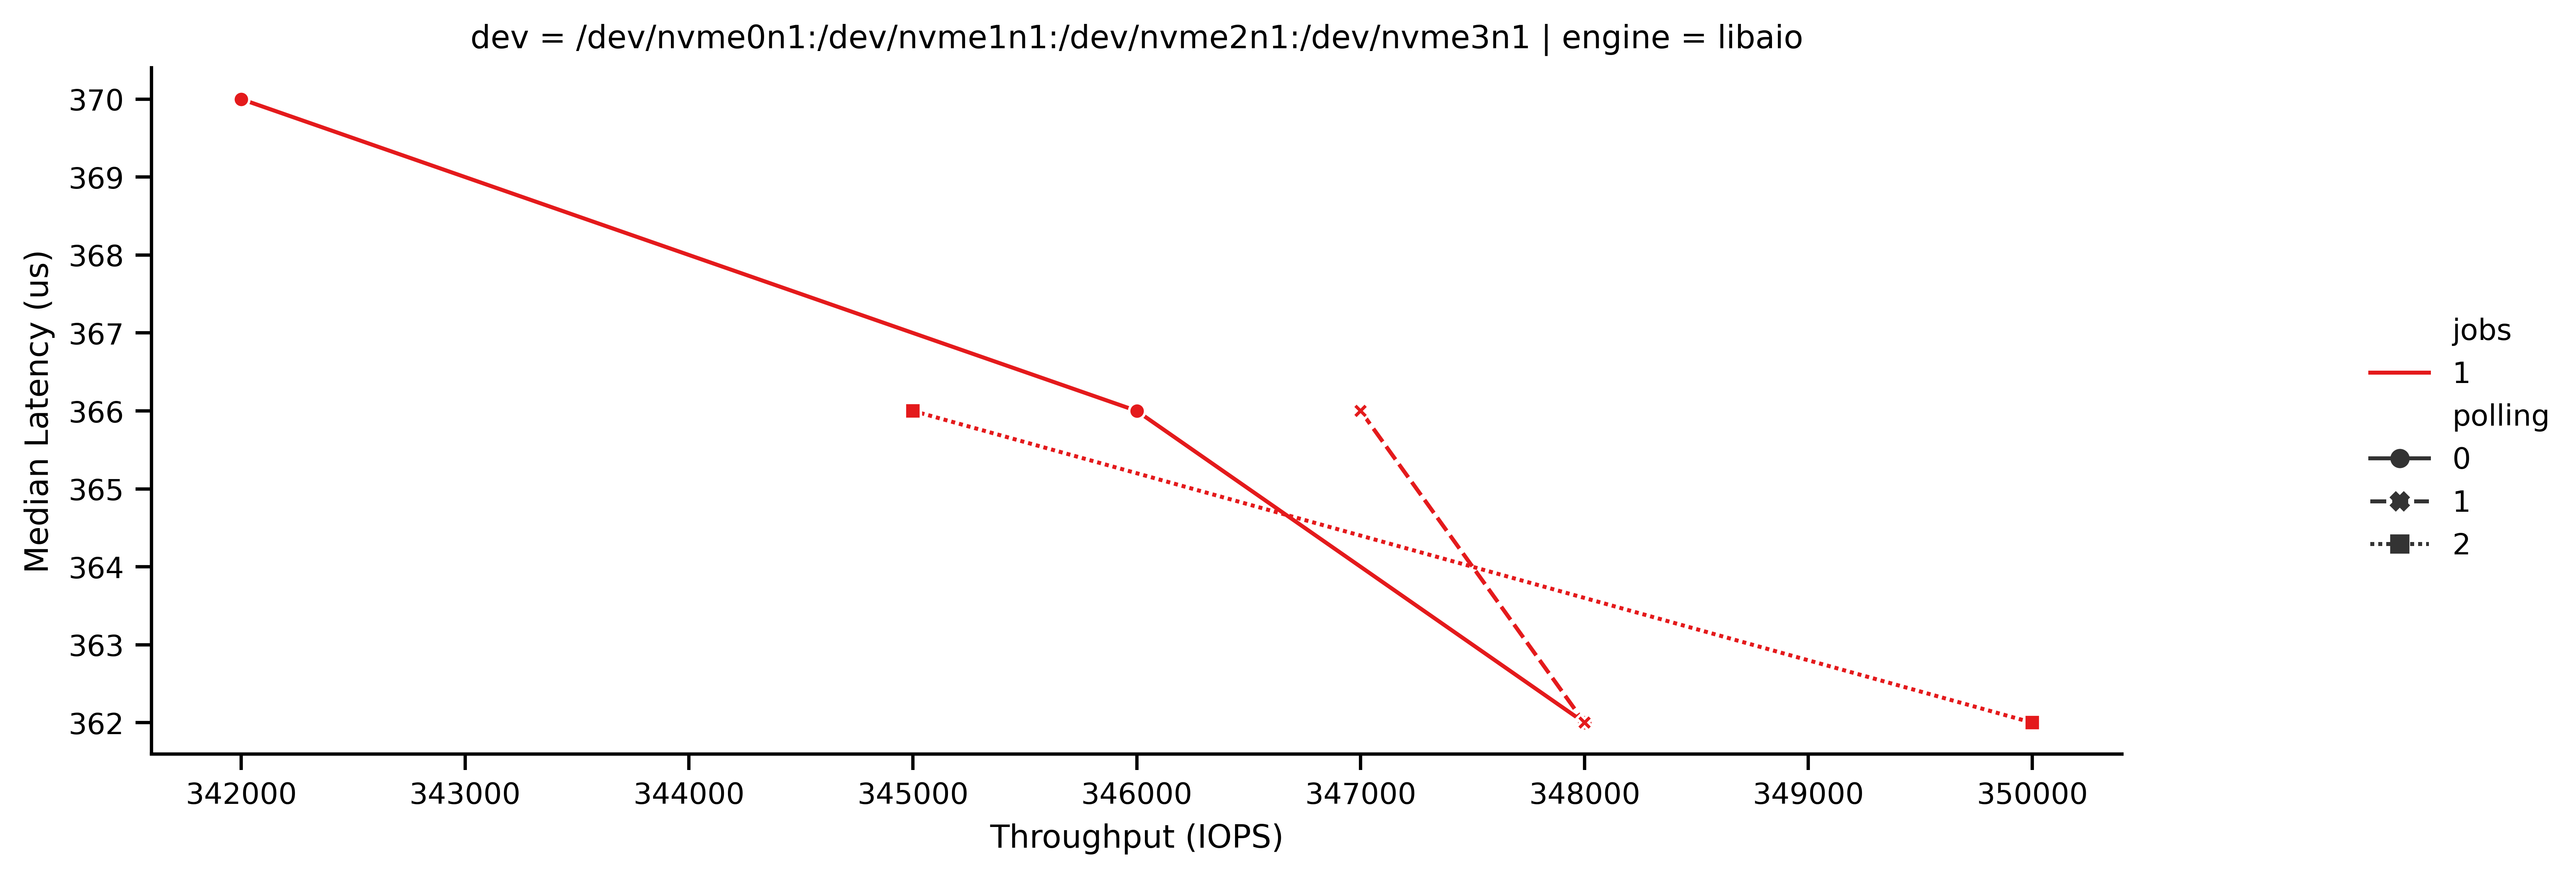 dev = /dev/nvme0n1:/dev/nvme1n1:/dev/nvme2n1:/dev/nvme3n1 | engine = libaio
Median Latency (us)
370
369
368
367
366
365
364
363
362
342000 343000 344000 345000 346000 347000 348000 349000 350000
Throughput (IOPS)
jobs
1
polling
0
1
2